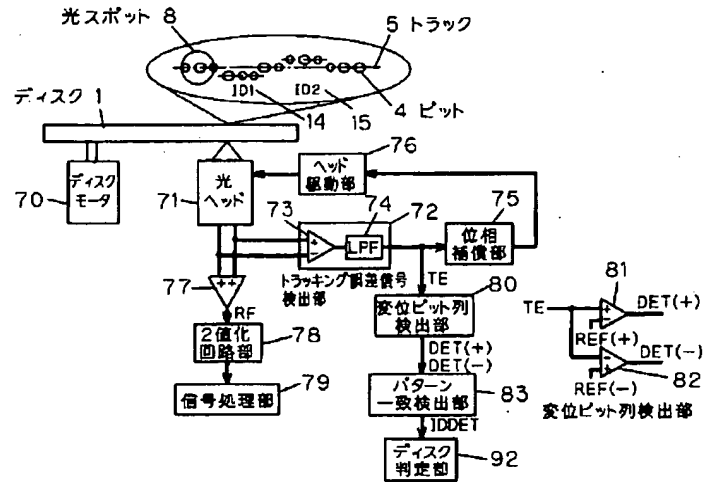 光スポット 8
5 トラック
ID1
ID2
14
15
4 ピット
ディスク 1
70
ディスク
モータ
71
光
ヘッド
76
ヘッド
駆動部
73
74
72
LPF
75
位相
補償部
トラッキング誤差信号
検出部
TE
77
RF
2値化
回路部
78
信号処理部
79
80
変位ピット列
検出部
DET(+)
DET(-)
パターン
一致検出部
83
IDDET
ディスク
判定部
92
TE
81
DET(+)
REF(+)
DET(-)
REF(-)
82
変位ピット列検出部